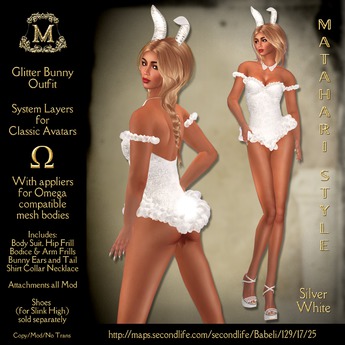 M
Glitter Bunny
Outfit
System Layers
for
Classic Avatars
Ω
With appliers
for Omega
compatible
mesh bodies
Includes:
Body Suit, Hip Frill
Bodice & Arm Frills
Bunny Ears and Tail
Shirt Collar Necklace
Attachments all Mod
Shoes
(for Slink High)
sold separately
Copy/Mod/No Trans
MATAHARI STYLE
Silver
White
http://maps.secondlife.com/secondlife/Babeli/129/17/25